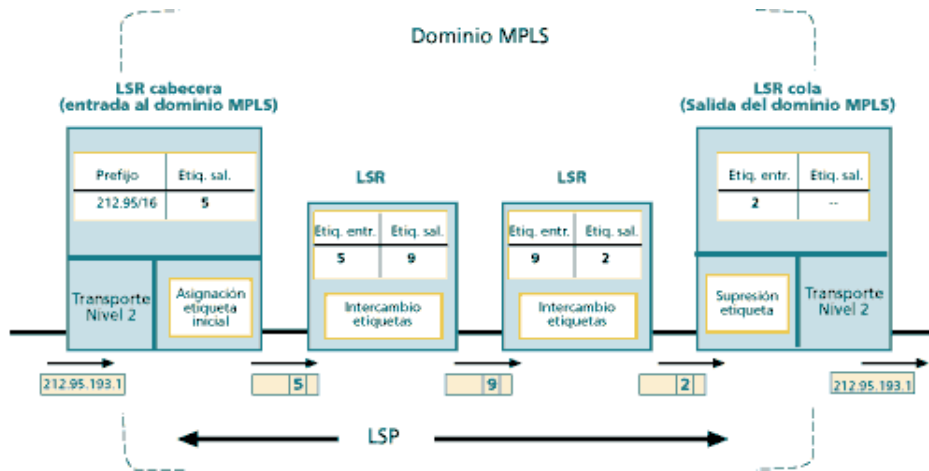 Dominio MPLS
LSR cabecera
(entrada al dominio MPLS)
LSR cola
(Salida del dominio MPLS)
Prefijo Etiq. sal.
212.95/16 5
LSR
Etiq. entr. Etiq. sal.
5 9
LSR
Etiq. entr. Etiq. sal.
9 2
Etiq. entr. Etiq. sal.
2 --
Transporte
Nivel 2
Asignación
etiqueta
inicial
Intercambio
etiquetas
Intercambio
etiquetas
Supresión
etiqueta
Transporte
Nivel 2
212.95.193.1
5
9
2
212.95.193.1
LSP